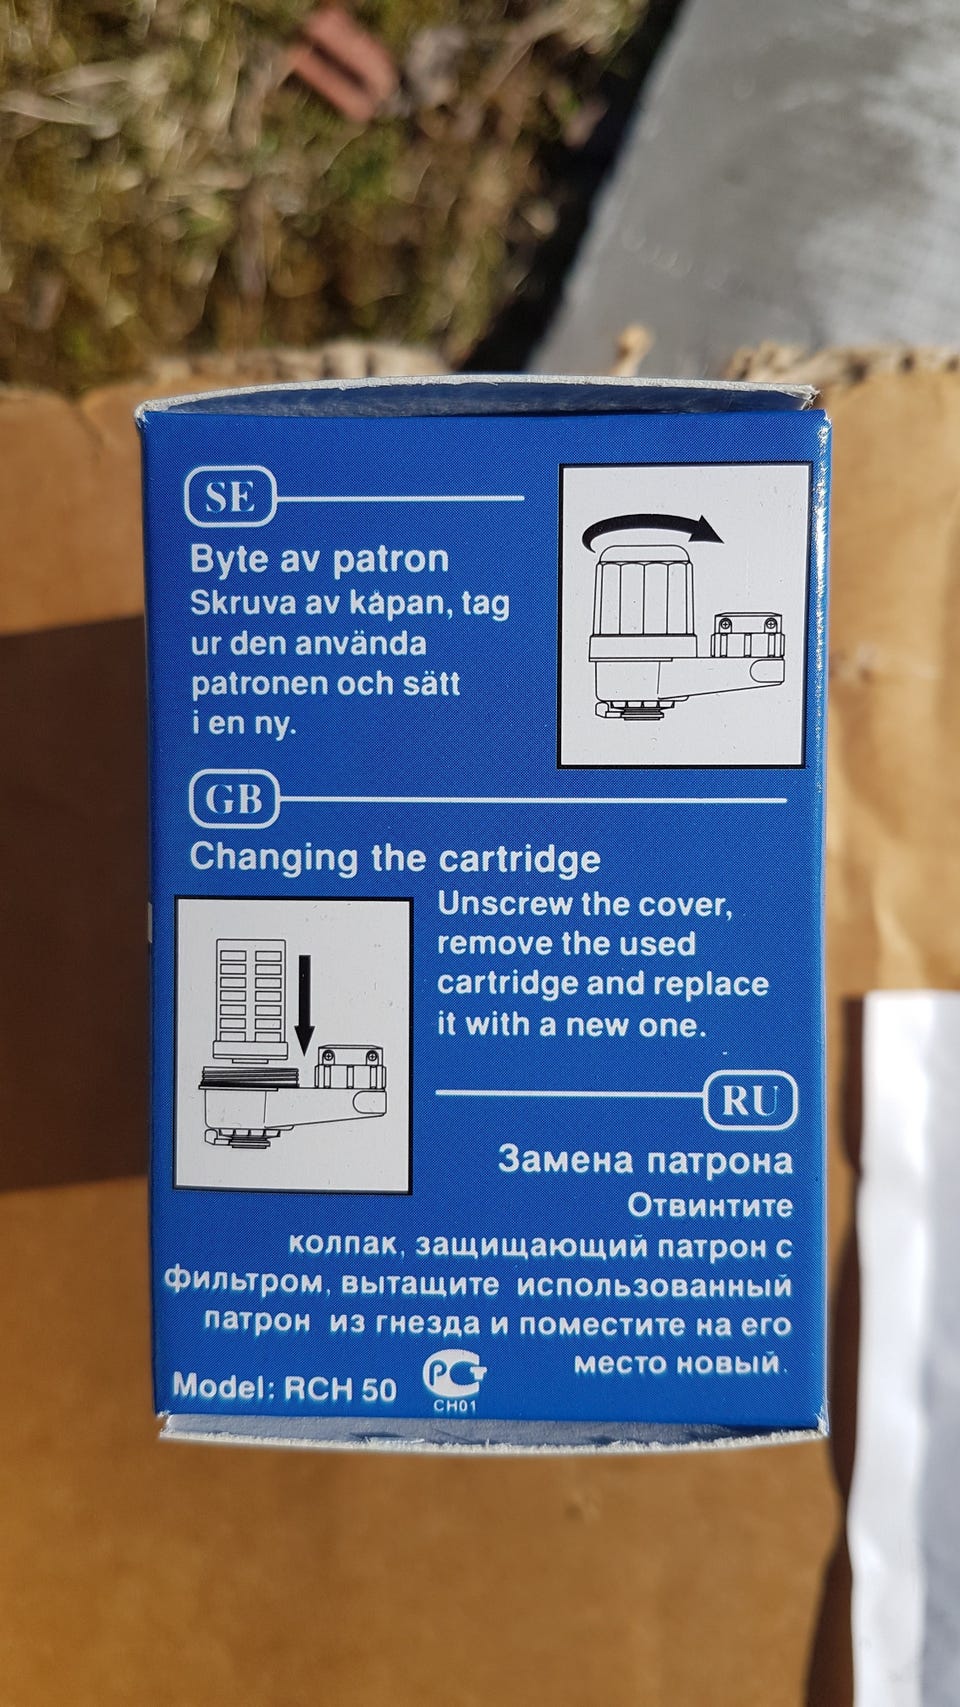 SE
Byte av patron
Skruva av kåpan, tag
ur den använda
patronen och sätt
i en ny.
GB
Changing the cartridge
Unscrew the cover,
remove the used
cartridge and replace
it with a new one.
RU
Замена патрона
Отвинтите
колпак, защищающий патрон с
фильтром, вытащите использованный
патрон из гнезда и поместите на его
место новый.
Model: RCH 50
РСТ
CH01